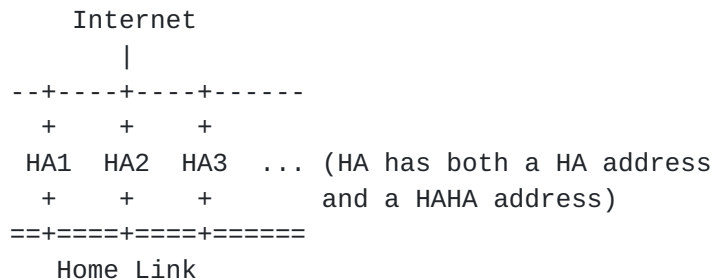 Internet
       |
--+----+----+------
  +    +    +
 HA1  HA2  HA3  ... (HA has both a HA address
  +    +    +       and a HAHA address)
==+====+====+======
   Home Link